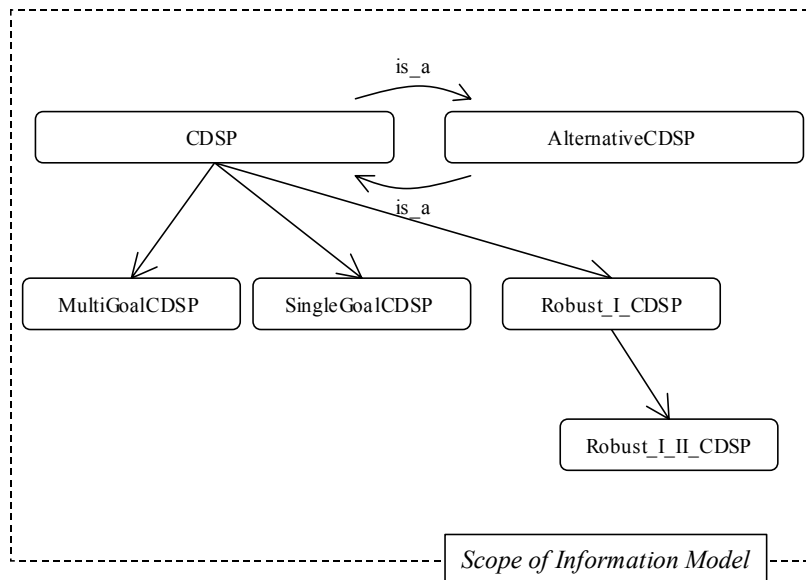 is_a
CDSP
AlternativeCDSP
is_a
MultiGoalCDSP
SingleGoalCDSP
Robust_I_CDSP
Robust_I_II_CDSP
Scope of Information Model